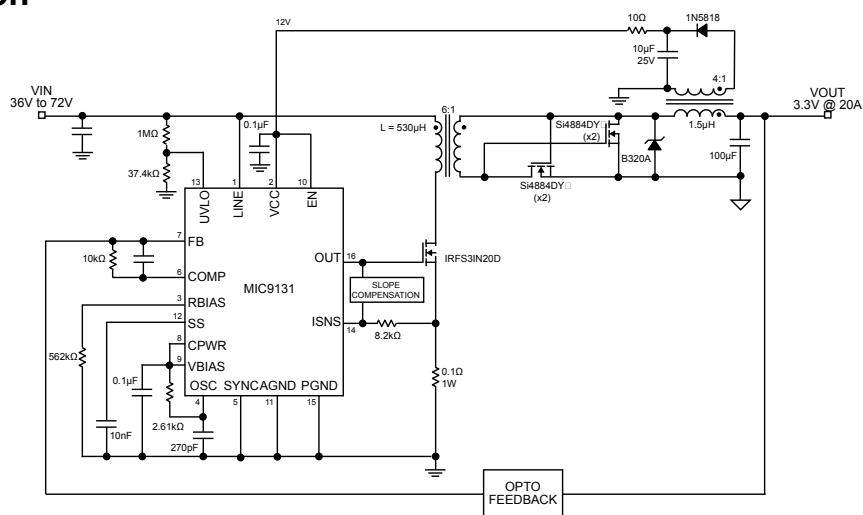 12V
10Ω
1N5818
10µF
25V
4:1
VIN
36V to 72V
VOUT
3.3V @ 20A
6:1
0.1µF
1MΩ
L = 530µH
Si4884DY□
(x2)
1.5µH
B320A
100µF
37.4kΩ
Si4884DY□
(x2)
13
1
2
10
UVLO
LINE
VCC
EN
7
FB
10kΩ
OUT
16
IRFS3IN20D
6
COMP
SLOPE
COMPENSATION
MIC9131
3
RBIAS
12
SS
ISNS
14
8.2kΩ
8
CPWR
562kΩ
9
VBIAS
0.1µF
0.1Ω
1W
OSC
SYNC
AGND
PGND
4
5
11
15
2.61kΩ
10nF
270pF
OPTO
FEEDBACK